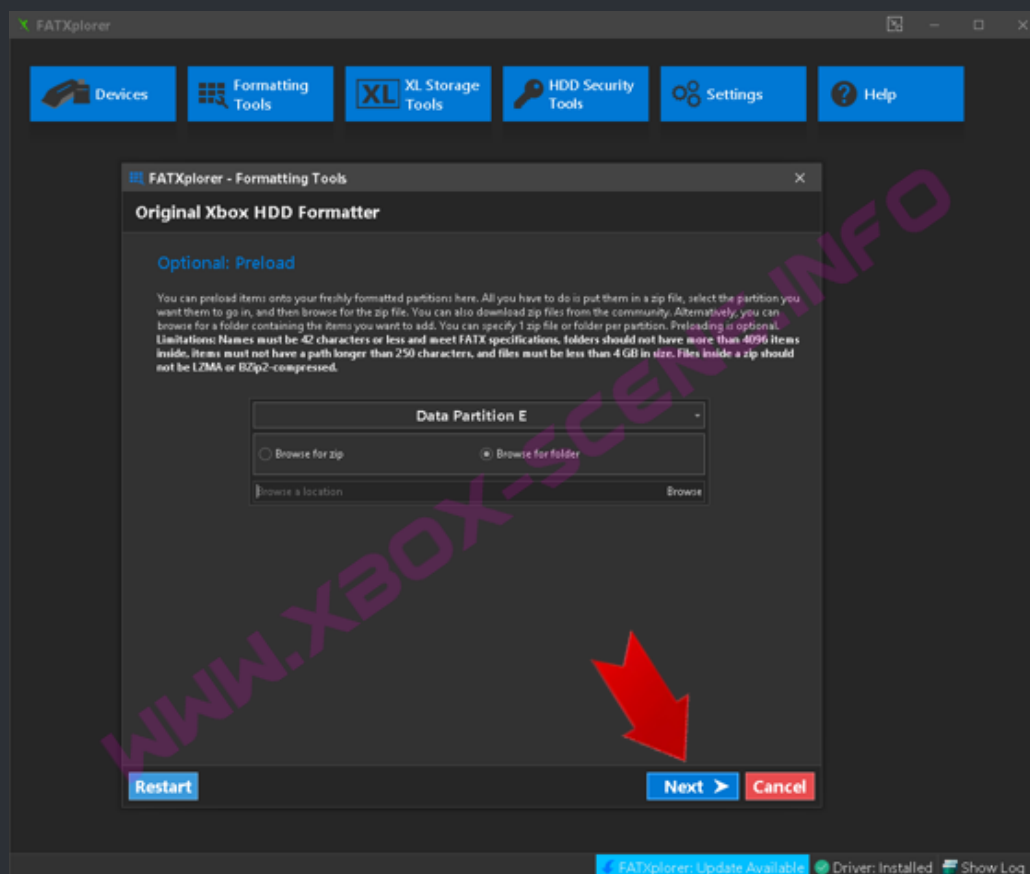 FATXplorer
Devices
Formatting
Tools
XL
XL Storage
Tools
HDD Security
Tools
Settings
Help
FATXplorer - Formatting Tools
Original Xbox HDD Formatter
Optional: Preload
You can preload items onto your freshly formatted partitions here. All you have to do is put them in a zip file, select the partition you
want them to go in, and then browse for the zip file. You can also download zip files from the community. Alternatively, you can
browse for a folder containing the items you want to add. You can specify 1 zip file or folder per partition. Preloading is optional.
Limitations: Names must be 42 characters or less and meet FATX specifications, folders should not have more than 4096 items
inside, items must not have a path longer than 250 characters, and files must be less than 4 GB in size. Files inside a zip should
not be LZMA or BZip2-compressed.
Data Partition E
Browse for zip
Browse for folder
Browse a location
Browse
WWW.XBOX-SCENE.INFO
Restart
Next
Cancel
FATXplorer: Update Available
Driver: Installed
Show Log